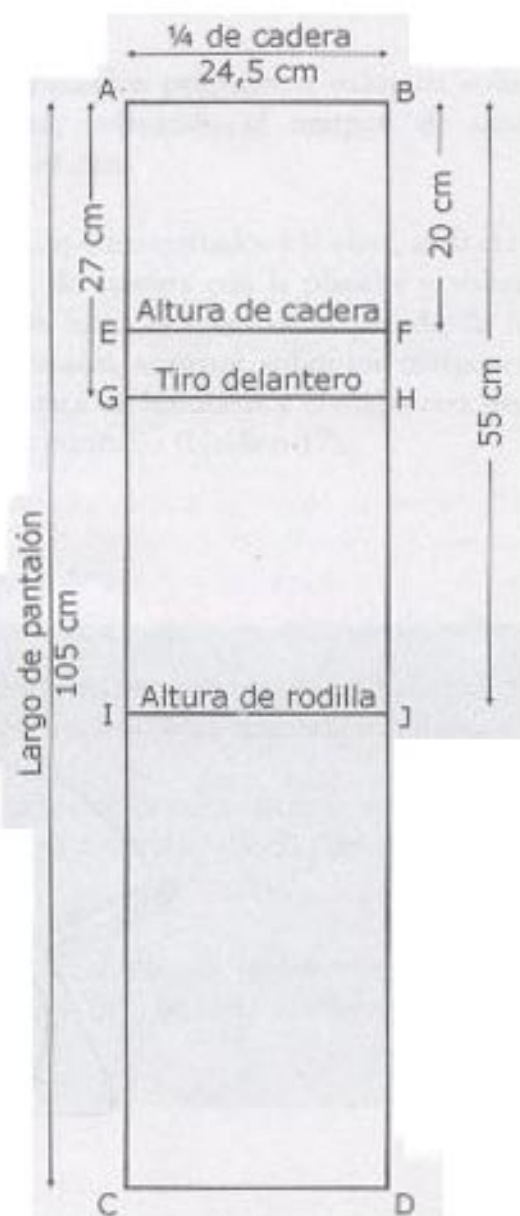 ¼ de cadera
24,5 cm
A
B
27 cm
20 cm
55 cm
Altura de cadera
E
F
Tiro delantero
G
H
Largo de pantalón
105 cm
Altura de rodilla
I
J
C
D